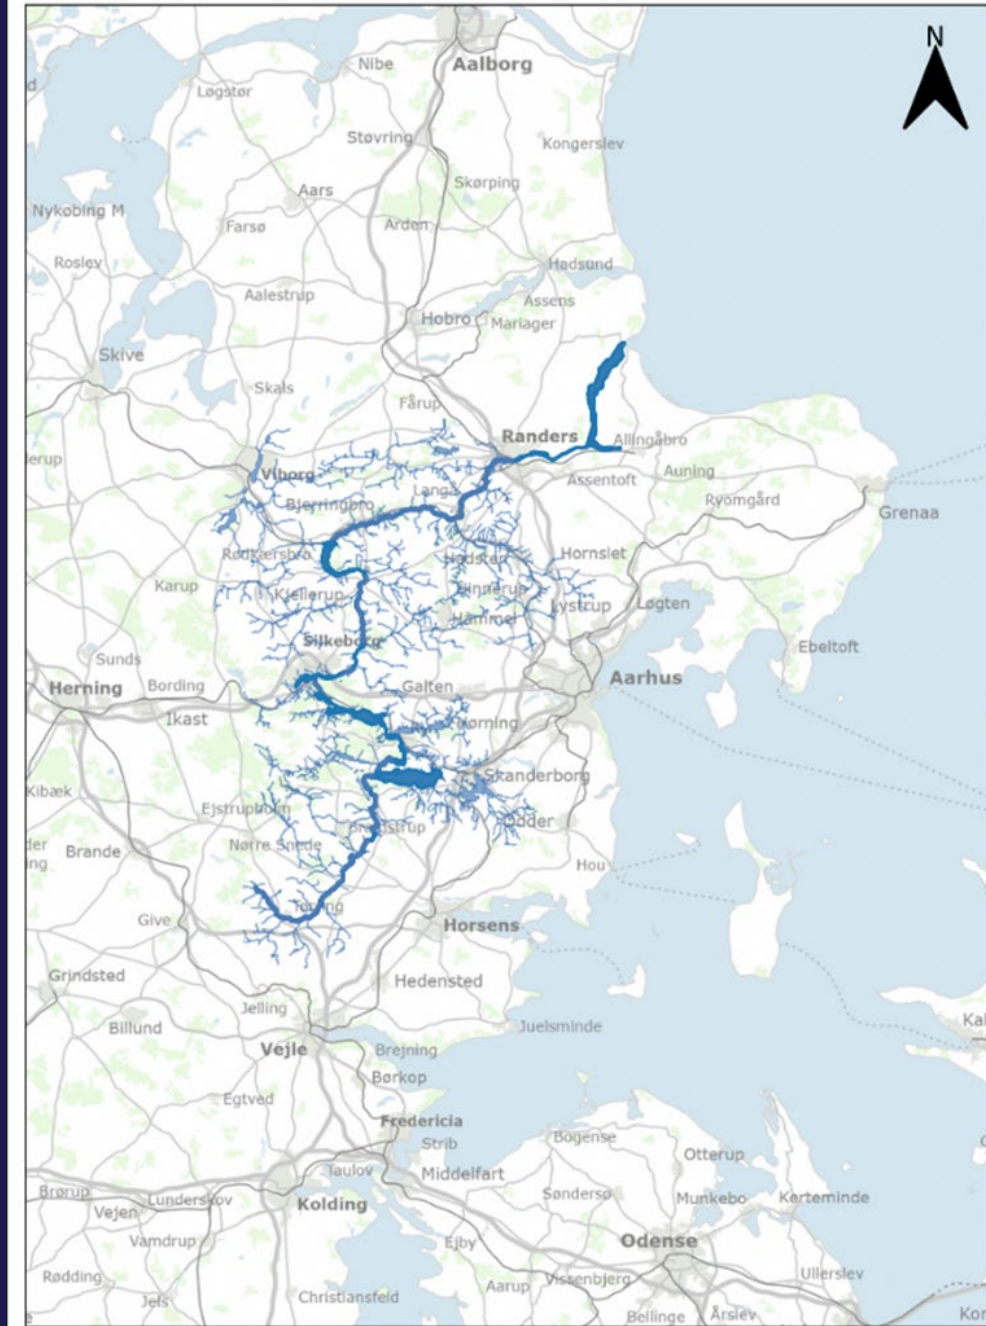 N
Aalborg
Nibe
Løgstør
Støvring
Kongerslev
Skørping
Aars
Nykøbing M
Farsø
Arden
Roslev
Hadsund
Aalestrup
Assens
Hobro
Mariager
Skive
Skals
Fårup
Randers
Allingåbro
erup
Viborg
Auning
Assentoft
Langå
Ryomgård
Bjerringbro
Grenaa
Rødkærsbro
Hadsten
Hornslet
Karup
Kjellerup
Hinnerup
Lystrup
Løgten
Hammel
Silkeborg
Ebeltoft
Sunds
Herning
Bording
Galten
Aarhus
Ikast
Hørning
Skanderborg
Kibæk
Ejstrupholm
Odder
Brædstrup
Nørre Snede
Brande
Hou
Tørring
Give
Horsens
Grindsted
Hedensted
Jelling
Billund
Juelsminde
Kal
Vejle
Brejning
Børkop
Egtved
Fredericia
Strib
Bogense
Otterup
Taulov
Middelfart
Brørup
Lunderskov
Søndersø
Munkebo
Kerteminde
Vejen
Kolding
Vamdrup
Ejby
Odense
Rødding
Vissenbjerg
Ullerslev
Aarup
Jels
Christiansfeld
Bellinge
Årslev
Kor